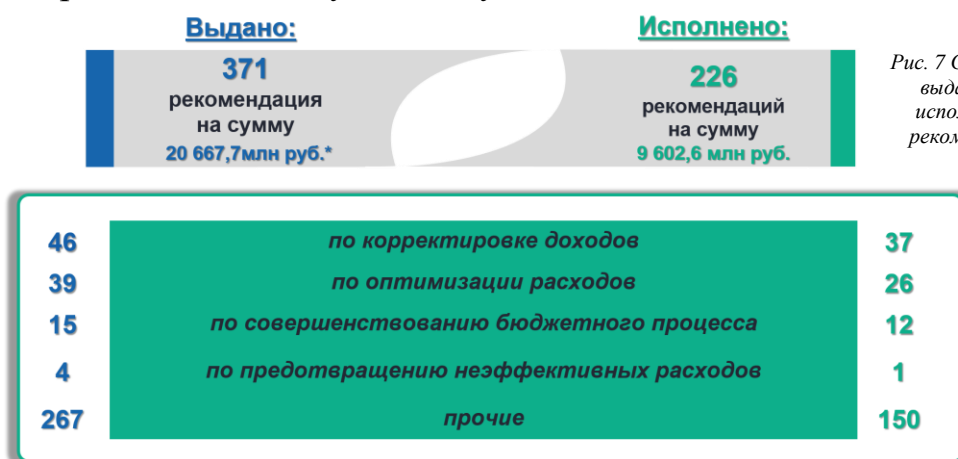 Выдано:
Исполнено:
371
рекомендация
на сумму
20 667,7млн руб.*
226
рекомендаций
на сумму
9 602,6 млн руб.
Рис. 7
46 по корректировке доходов 37
39 по оптимизации расходов 26
15 по совершенствованию бюджетного процесса 12
4 по предотвращению неэффективных расходов 1
267 прочие 150